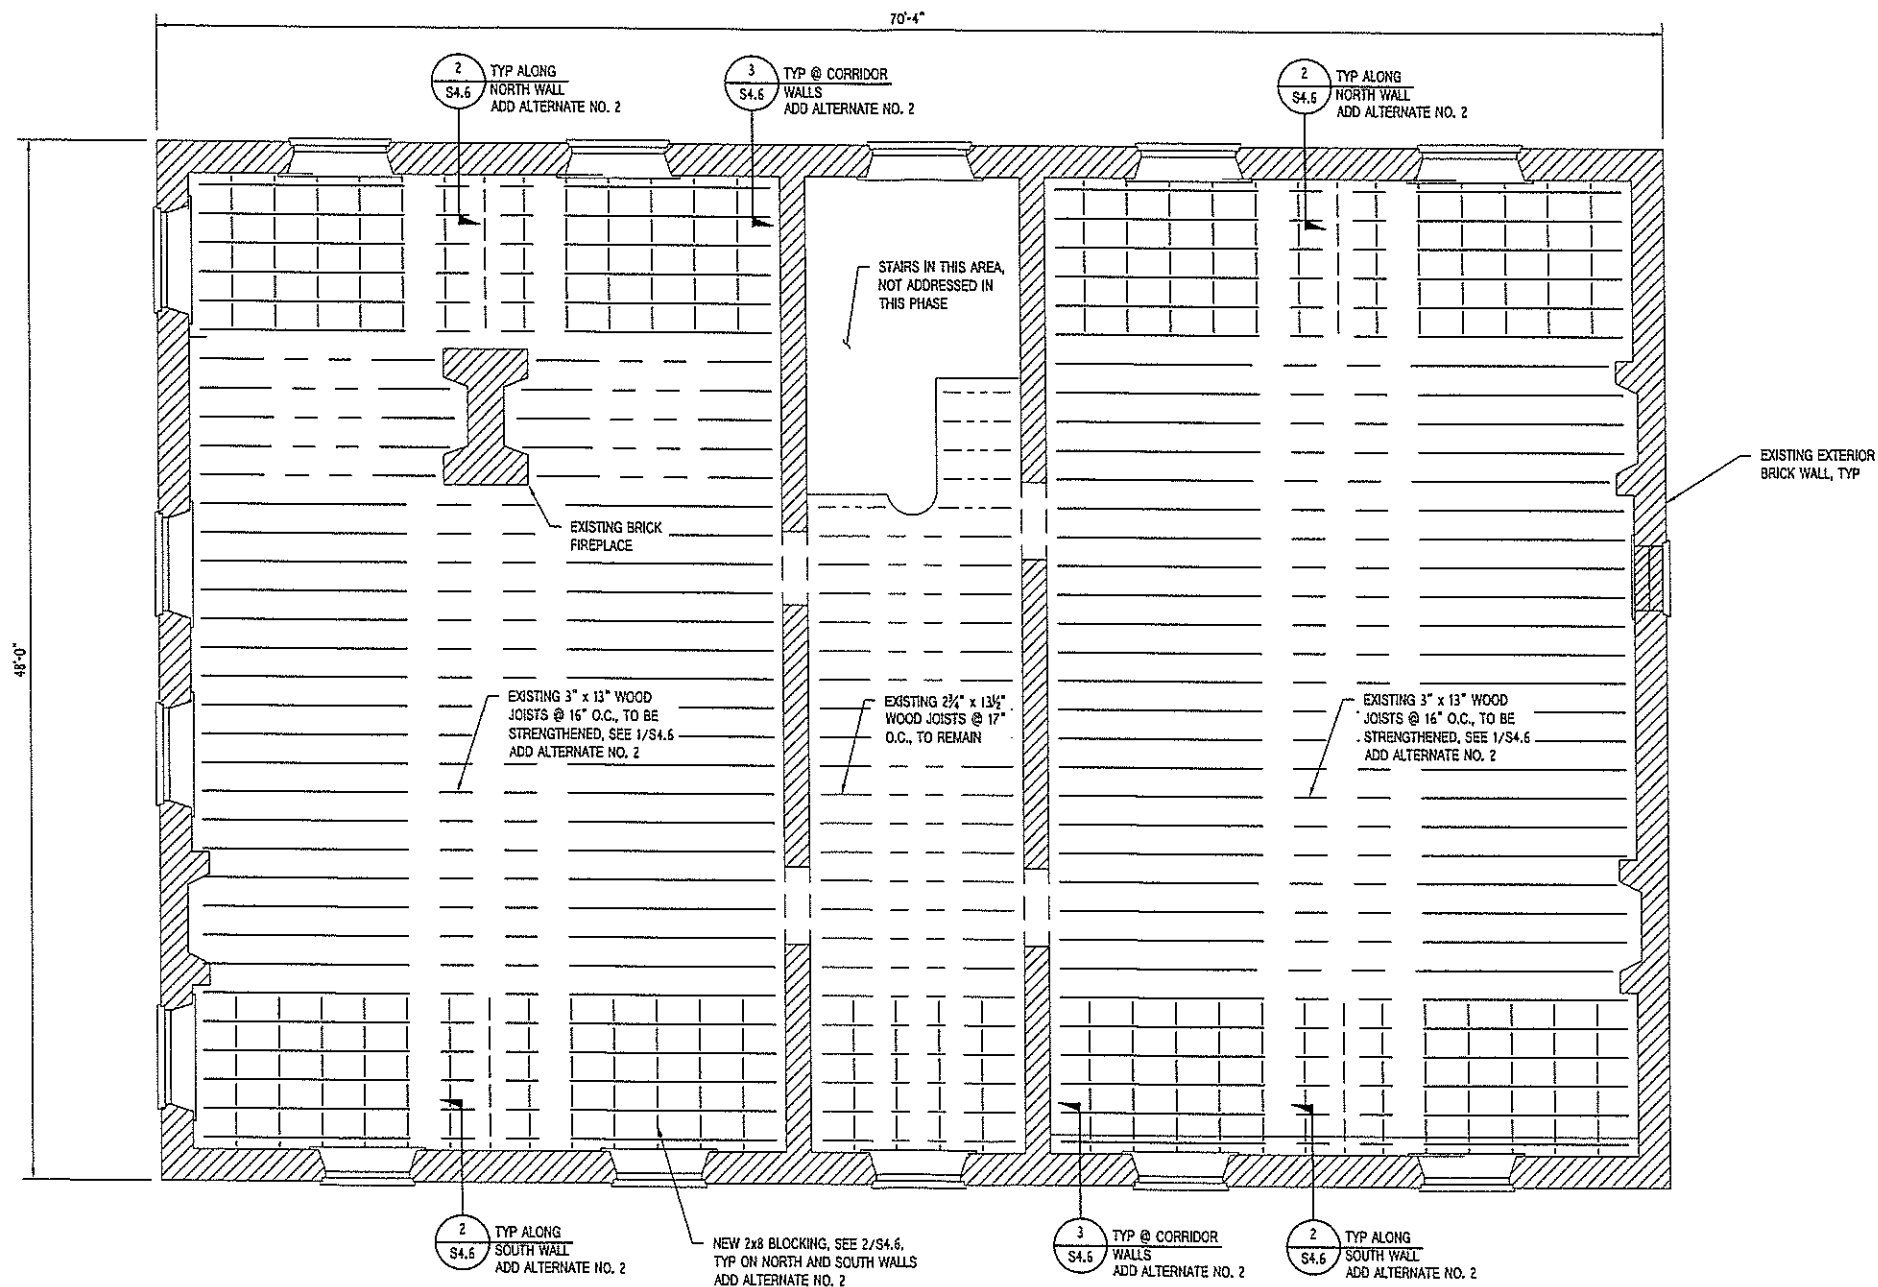 70'-4"
2
S4.6
TYP ALONG
NORTH WALL
ADD ALTERNATE NO. 2
3
S4.6
TYP @ CORRIDOR
WALLS
ADD ALTERNATE NO. 2
2
S4.6
TYP ALONG
NORTH WALL
ADD ALTERNATE NO. 2
STAIRS IN THIS AREA,
NOT ADDRESSED IN
THIS PHASE
EXISTING EXTERIOR
BRICK WALL, TYP
EXISTING BRICK
FIREPLACE
48'-0"
EXISTING 3" x 13" WOOD
JOISTS @ 16" O.C., TO BE
STRENGTHENED, SEE 1/S4.6
ADD ALTERNATE NO. 2
EXISTING 2¾" x 13½"
WOOD JOISTS @ 17"
O.C., TO REMAIN
EXISTING 3" x 13" WOOD
JOISTS @ 16" O.C., TO BE
STRENGTHENED, SEE 1/S4.6
ADD ALTERNATE NO. 2
2
S4.6
TYP ALONG
SOUTH WALL
ADD ALTERNATE NO. 2
NEW 2x8 BLOCKING, SEE 2/S4.6,
TYP ON NORTH AND SOUTH WALLS
ADD ALTERNATE NO. 2
3
S4.6
TYP @ CORRIDOR
WALLS
ADD ALTERNATE NO. 2
2
S4.6
TYP ALONG
SOUTH WALL
ADD ALTERNATE NO. 2